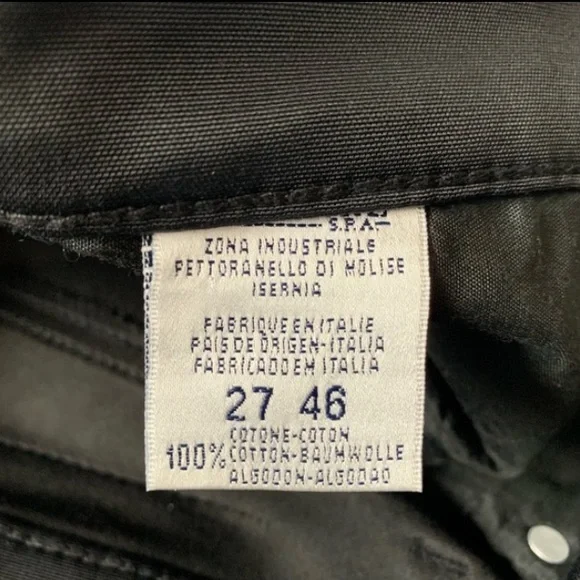 S.P.A.
ZONA INDUSTRIALE
PETTORANELLO DI MOLISE
ISERNIA
FABRIQUE EN ITALIE
PAIS DE ORIGEN-ITALIA
FABRICADO EM ITALIA
27 46
COTONE-COTON
100% COTTON-BAUMWOLLE
ALGODON-ALGODAO